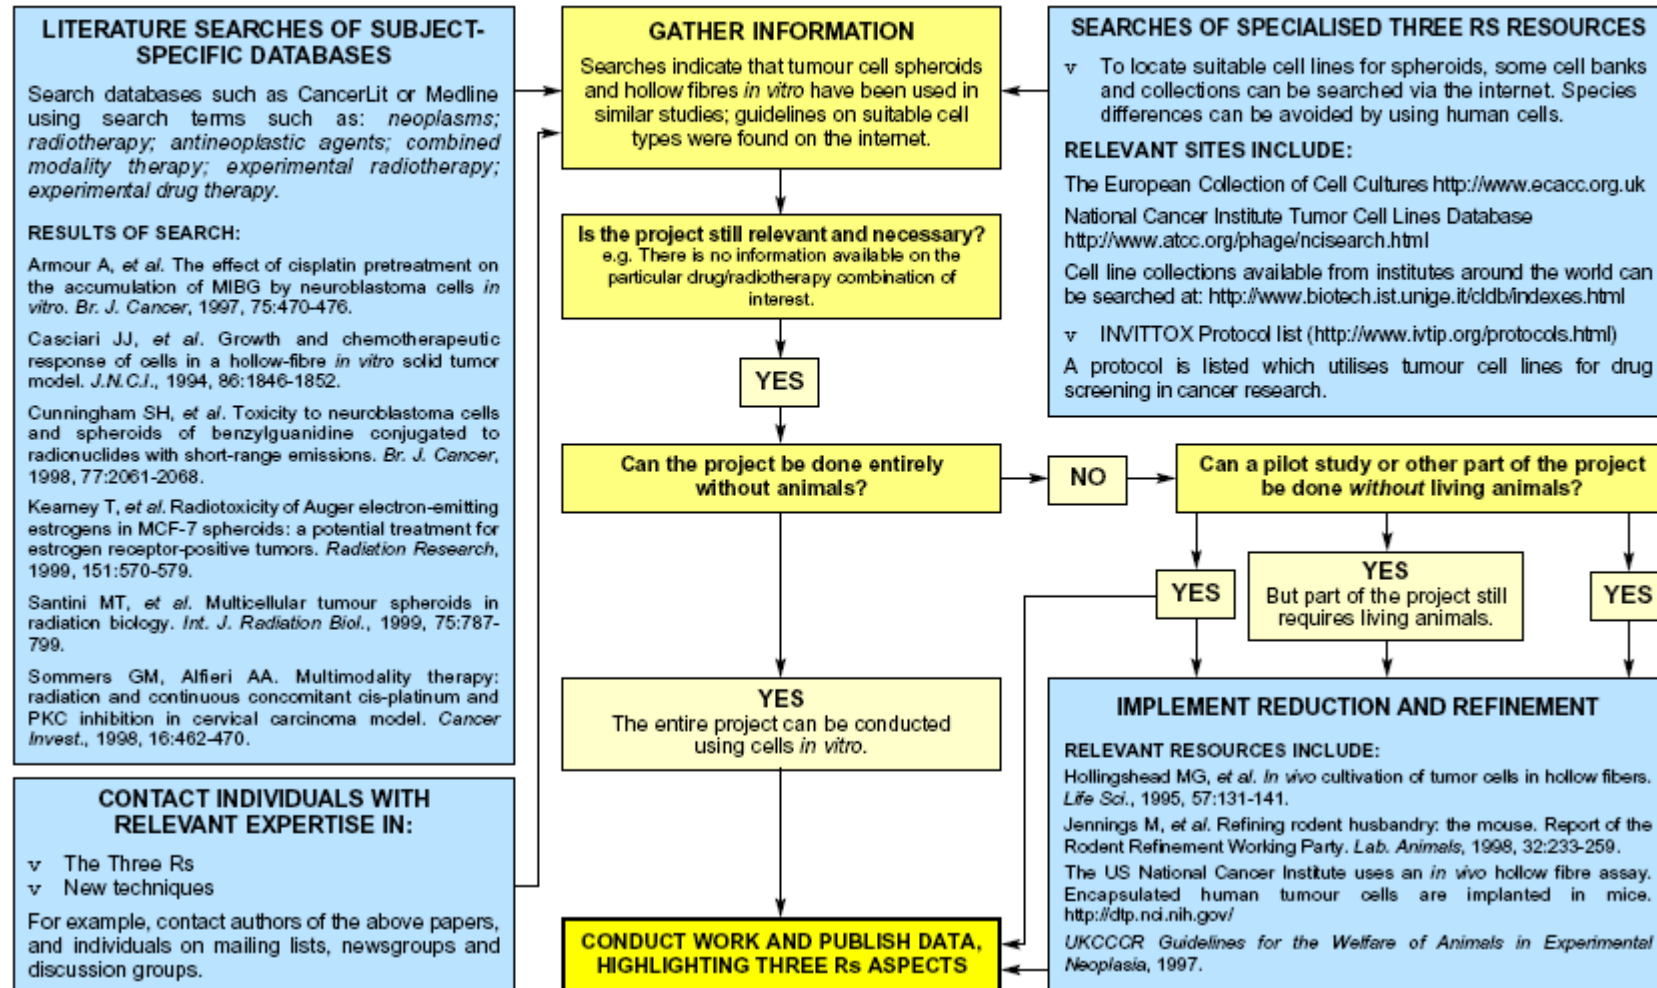 LITERATURE SEARCHES OF SUBJECT-
SPECIFIC DATABASES
Search databases such as CancerLit or Medline
using search terms such as: neoplasms;
radiotherapy; antineoplastic agents; combined
modality therapy; experimental radiotherapy;
experimental drug therapy.
RESULTS OF SEARCH:
Armour A, et al. The effect of cisplatin pretreatment on
the accumulation of MIBG by neuroblastoma cells in
vitro. Br. J. Cancer, 1997, 75:470-476.
Casciari JJ, et al. Growth and chemotherapeutic
response of cells in a hollow-fibre in vitro solid tumor
model. J.N.C.I., 1994, 86:1846-1852.
Cunningham SH, et al. Toxicity to neuroblastoma cells
and spheroids of benzylguanidine conjugated to
radionuclides with short-range emissions. Br. J. Cancer,
1998, 77:2061-2068.
Kearney T, et al. Radiotoxicity of Auger electron-emitting
estrogens in MCF-7 spheroids: a potential treatment for
estrogen receptor-positive tumors. Radiation Research,
1999, 151:570-579.
Santini MT, et al. Multicellular tumour spheroids in
radiation biology. Int. J. Radiation Biol., 1999, 75:787-
799.
Sommers GM, Alfieri AA. Multimodality therapy:
radiation and continuous concomitant cis-platinum and
PKC inhibition in cervical carcinoma model. Cancer
Invest., 1998, 16:462-470.
CONTACT INDIVIDUALS WITH
RELEVANT EXPERTISE IN:
v The Three Rs
v New techniques
For example, contact authors of the above papers,
and individuals on mailing lists, newsgroups and
discussion groups.
GATHER INFORMATION
Searches indicate that tumour cell spheroids
and hollow fibres in vitro have been used in
similar studies; guidelines on suitable cell
types were found on the internet.
Is the project still relevant and necessary?
e.g. There is no information available on the
particular drug/radiotherapy combination of
interest.
YES
Can the project be done entirely
without animals?
YES
The entire project can be conducted
using cells in vitro.
CONDUCT WORK AND PUBLISH DATA,
HIGHLIGHTING THREE Rs ASPECTS
SEARCHES OF SPECIALISED THREE RS RESOURCES
v To locate suitable cell lines for spheroids, some cell banks
and collections can be searched via the internet. Species
differences can be avoided by using human cells.
RELEVANT SITES INCLUDE:
The European Collection of Cell Cultures http://www.ecacc.org.uk
National Cancer Institute Tumor Cell Lines Database
http://www.atcc.org/phage/ncisearch.html
Cell line collections available from institutes around the world can
be searched at: http://www.biotech.ist.unige.it/cldb/indexes.html
v INVITTOX Protocol list (http://www.ivtip.org/protocols.html)
A protocol is listed which utilises tumour cell lines for drug
screening in cancer research.
NO
Can a pilot study or other part of the project
be done without living animals?
YES
YES
But part of the project still
requires living animals.
YES
IMPLEMENT REDUCTION AND REFINEMENT
RELEVANT RESOURCES INCLUDE:
Hollingshead MG, et al. In vivo cultivation of tumor cells in hollow fibers.
Life Sci., 1995, 57:131-141.
Jennings M, et al. Refining rodent husbandry: the mouse. Report of the
Rodent Refinement Working Party. Lab. Animals, 1998, 32:233-259.
The US National Cancer Institute uses an in vivo hollow fibre assay.
Encapsulated human tumour cells are implanted in mice.
http://dtp.nci.nih.gov/
UKCCCR Guidelines for the Welfare of Animals in Experimental
Neoplasia, 1997.